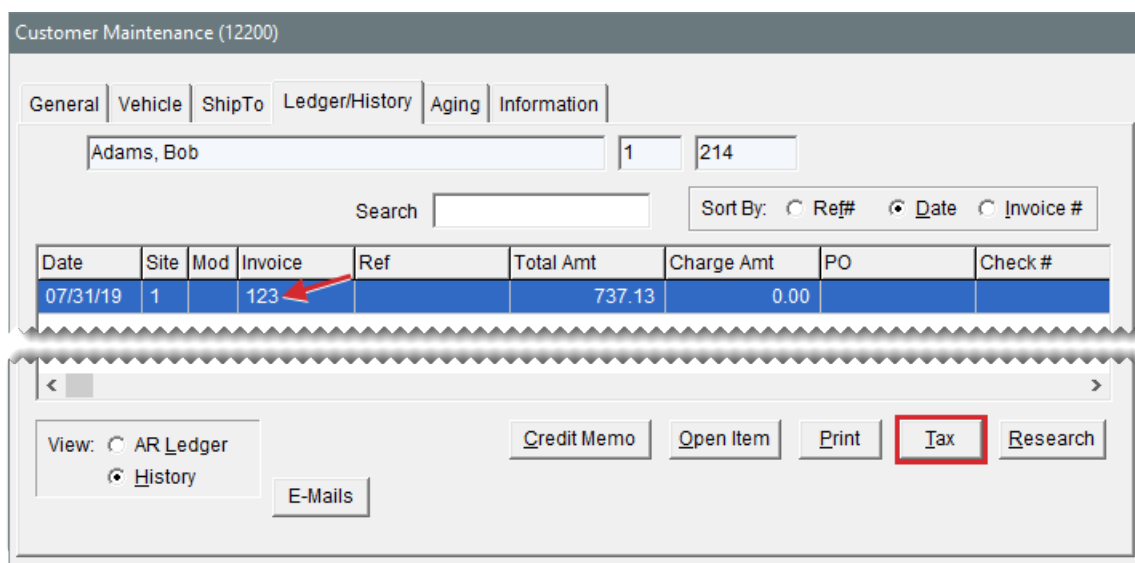 Customer Maintenance (12200)
General Vehicle ShipTo Ledger/History Aging Information
Adams, Bob 1 214
Search Sort By: Ref# Date Invoice #
Date Site Mod Invoice Ref Total Amt Charge Amt PO Check #
07/31/19 1 123 737.13 0.00
View: AR Ledger Credit Memo Open Item Print Tax Research
History
E-Mails